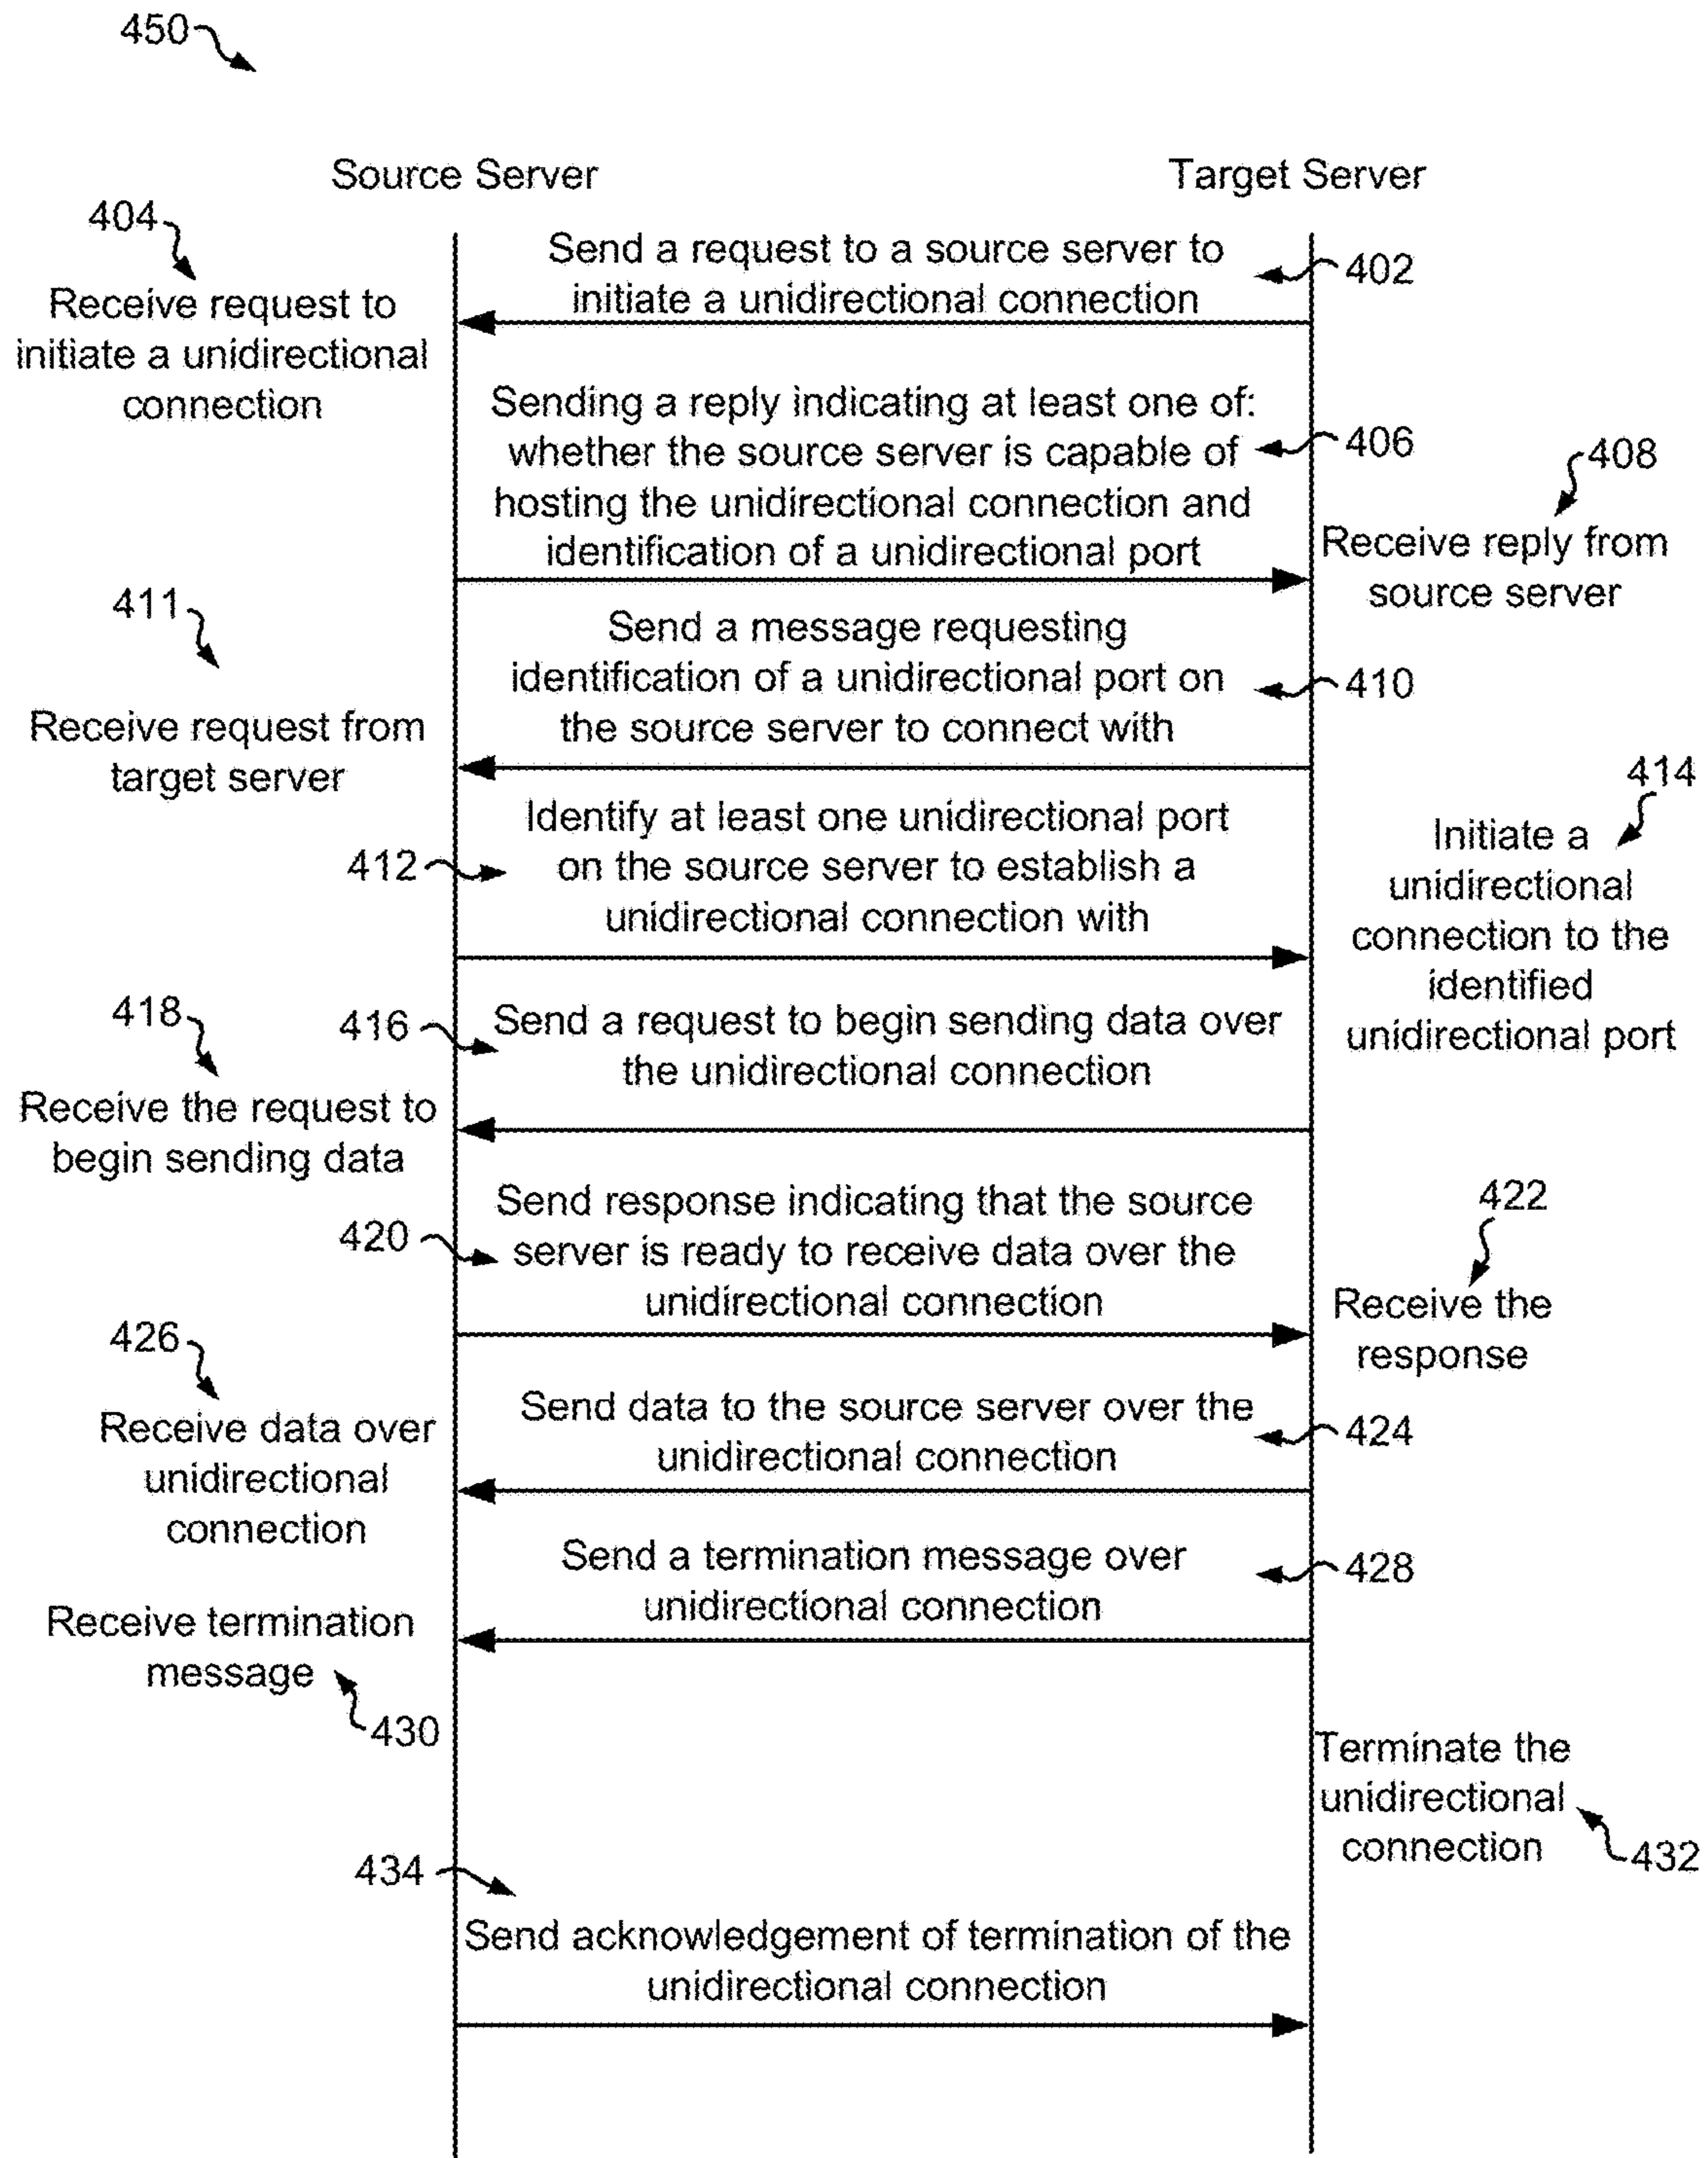 450
Source Server
Target Server
404
Send a request to a source server to
initiate a unidirectional connection
402
Receive request to
initiate a unidirectional
connection
Sending a reply indicating at least one of:
whether the source server is capable of
hosting the unidirectional connection and
identification of a unidirectional port
406
408
Receive reply from
source server
411
Send a message requesting
identification of a unidirectional port on
the source server to connect with
410
Receive request from
target server
412
Identify at least one unidirectional port
on the source server to establish a
unidirectional connection with
414
Initiate a
unidirectional
connection to the
identified
unidirectional port
418
416
Send a request to begin sending data over
the unidirectional connection
Receive the request to
begin sending data
420
Send response indicating that the source
server is ready to receive data over the
unidirectional connection
422
Receive the
response
426
Receive data over
unidirectional
connection
Send data to the source server over the
unidirectional connection
424
Send a termination message over
unidirectional connection
428
Receive termination
message
430
Terminate the
unidirectional
connection
432
434
Send acknowledgement of termination of the
unidirectional connection